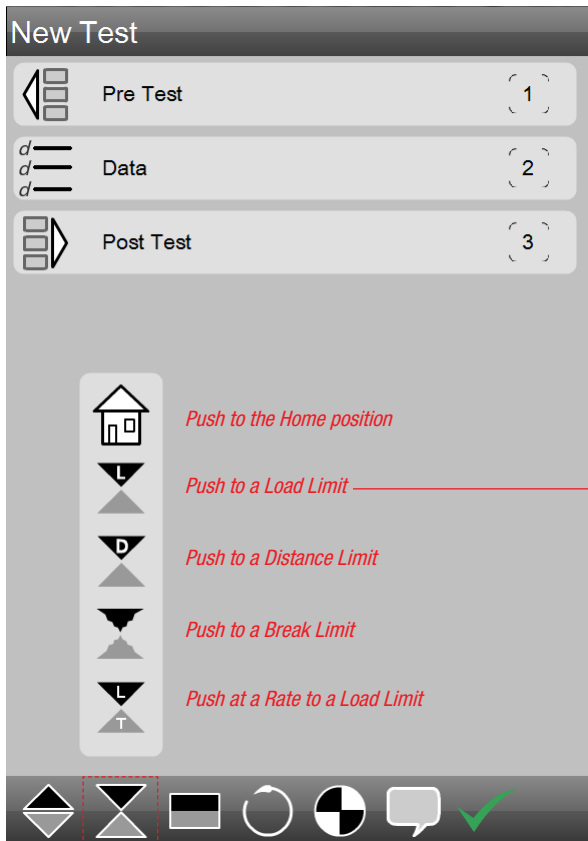 New Test
Pre Test 1
d
d Data 2
d
Post Test 3
Push to the Home position
L Push to a Load Limit
D Push to a Distance Limit
Push to a Break Limit
L Push at a Rate to a Load Limit
T